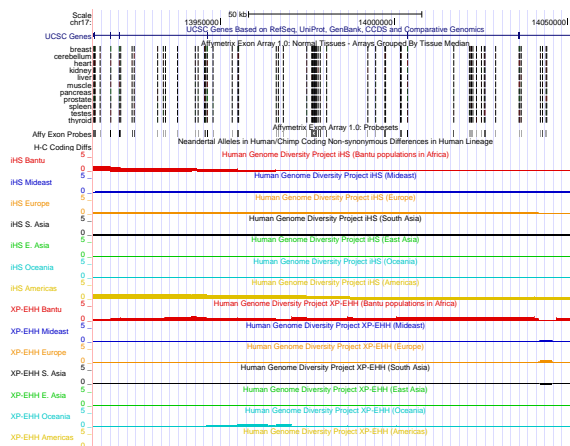 Scale 50 kb
chr17: 13950000 14000000 14050000
UCSC Genes Based on RefSeq, UniProt, GenBank, CCDS and Comparative Genomics
UCSC Genes
Affymetrix Exon Array 1.0: Normal Tissues - Arrays Grouped By Tissue Median
breast
cerebellum
heart
kidney
liver
muscle
pancreas
prostate
spleen
testes
thyroid
Affymetrix Exon Array 1.0: Probesets
Affy Exon Probes
Neandertal Alleles in Human/Chimp Coding Non-synonymous Differences in Human Lineage
H-C Coding Diffs
Human Genome Diversity Project iHS (Bantu populations in Africa)
5
iHS Bantu
0
Human Genome Diversity Project iHS (Mideast)
5
iHS Mideast
0
Human Genome Diversity Project iHS (Europe)
5
iHS Europe
0
Human Genome Diversity Project iHS (South Asia)
5
iHS S. Asia
0
Human Genome Diversity Project iHS (East Asia)
5
iHS E. Asia
0
Human Genome Diversity Project iHS (Oceania)
5
iHS Oceania
0
Human Genome Diversity Project iHS (Americas)
5
iHS Americas
0
Human Genome Diversity Project XP-EHH (Bantu populations in Africa)
5
XP-EHH Bantu
0
Human Genome Diversity Project XP-EHH (Mideast)
5
XP-EHH Mideast
0
Human Genome Diversity Project XP-EHH (Europe)
5
XP-EHH Europe
0
Human Genome Diversity Project XP-EHH (South Asia)
5
XP-EHH S. Asia
0
Human Genome Diversity Project XP-EHH (East Asia)
5
XP-EHH E. Asia
0
Human Genome Diversity Project XP-EHH (Oceania)
5
XP-EHH Oceania
0
Human Genome Diversity Project XP-EHH (Americas)
5
XP-EHH Americas
0